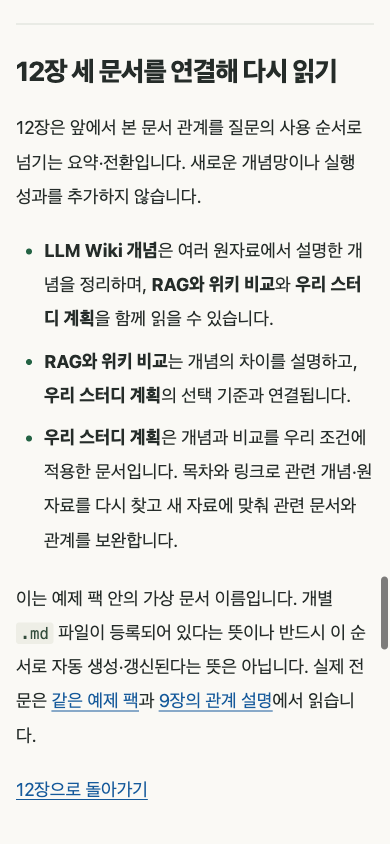 12장 세 문서를 연결해 다시 읽기
12장은 앞에서 본 문서 관계를 질문의 사용 순서로
넘기는 요약·전환입니다. 새로운 개념망이나 실행
성과를 추가하지 않습니다.
LLM Wiki 개념은 여러 원자료에서 설명한 개
념을 정리하며, RAG와 위키 비교와 우리 스터
디 계획을 함께 읽을 수 있습니다.
RAG와 위키 비교는 개념의 차이를 설명하고,
우리 스터디 계획의 선택 기준과 연결됩니다.
우리 스터디 계획은 개념과 비교를 우리 조건에
적용한 문서입니다. 목차와 링크로 관련 개념·원
자료를 다시 찾고 새 자료에 맞춰 관련 문서와
관계를 보완합니다.
이는 예제 팩 안의 가상 문서 이름입니다. 개별
.md 파일이 등록되어 있다는 뜻이나 반드시 이 순
서로 자동 생성·갱신된다는 뜻은 아닙니다. 실제 전
문은 같은 예제 팩과 9장의 관계 설명에서 읽습니
다.
12장으로 돌아가기